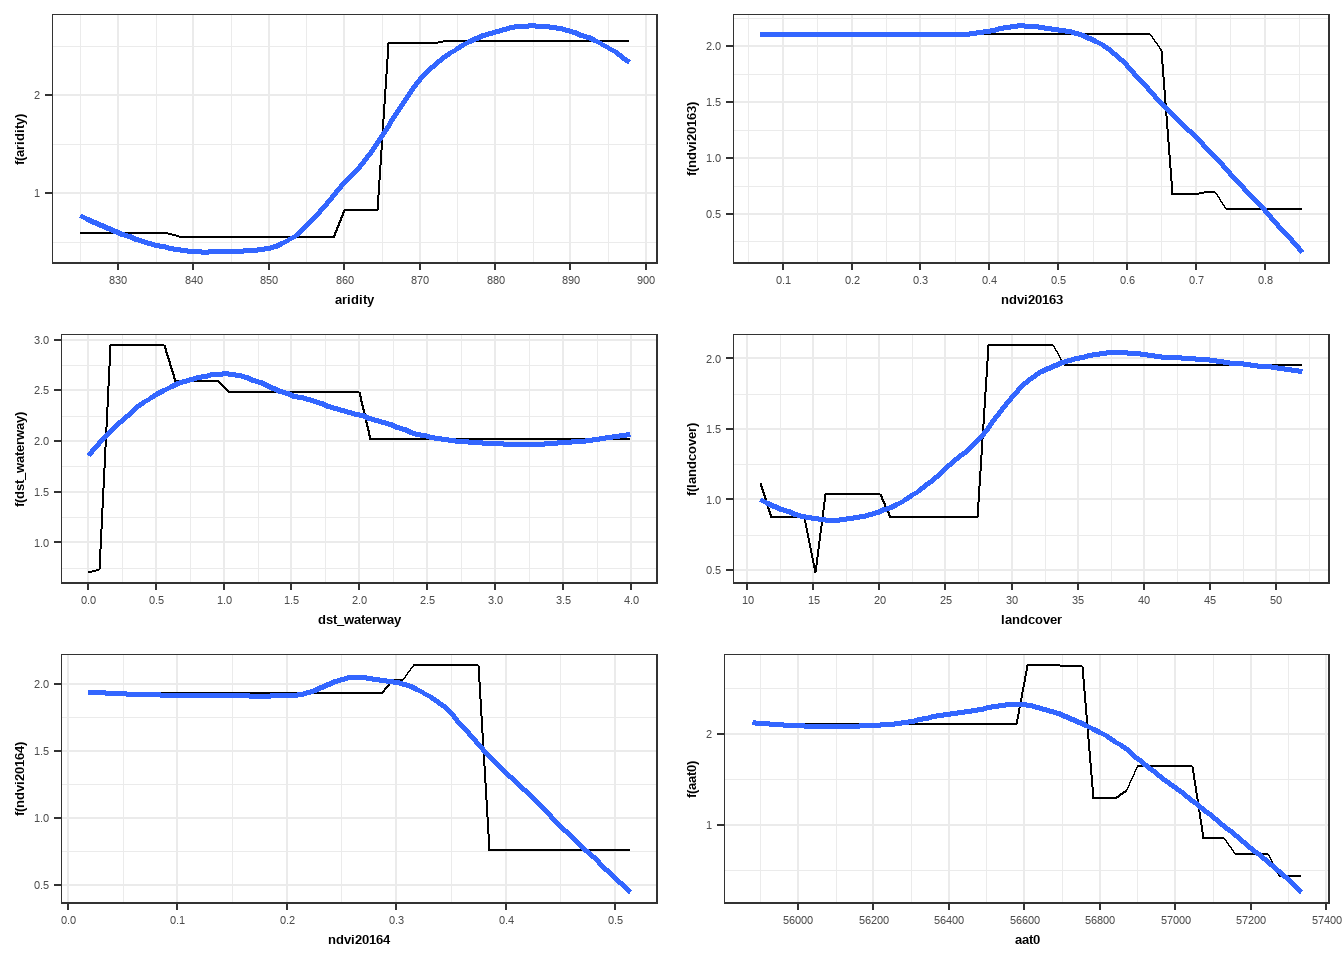 f(aridity)
2
1
830 840 850 860 870 880 890 900
aridity
f(ndvi20163)
2.0
1.5
1.0
0.5
0.1 0.2 0.3 0.4 0.5 0.6 0.7 0.8
ndvi20163
f(dst_waterway)
3.0
2.5
2.0
1.5
1.0
0.0 0.5 1.0 1.5 2.0 2.5 3.0 3.5 4.0
dst_waterway
f(landcover)
2.0
1.5
1.0
0.5
10 15 20 25 30 35 40 45 50
landcover
f(ndvi20164)
2.0
1.5
1.0
0.5
0.0 0.1 0.2 0.3 0.4 0.5
ndvi20164
f(aat0)
2
1
56000 56200 56400 56600 56800 57000 57200 57400
aat0